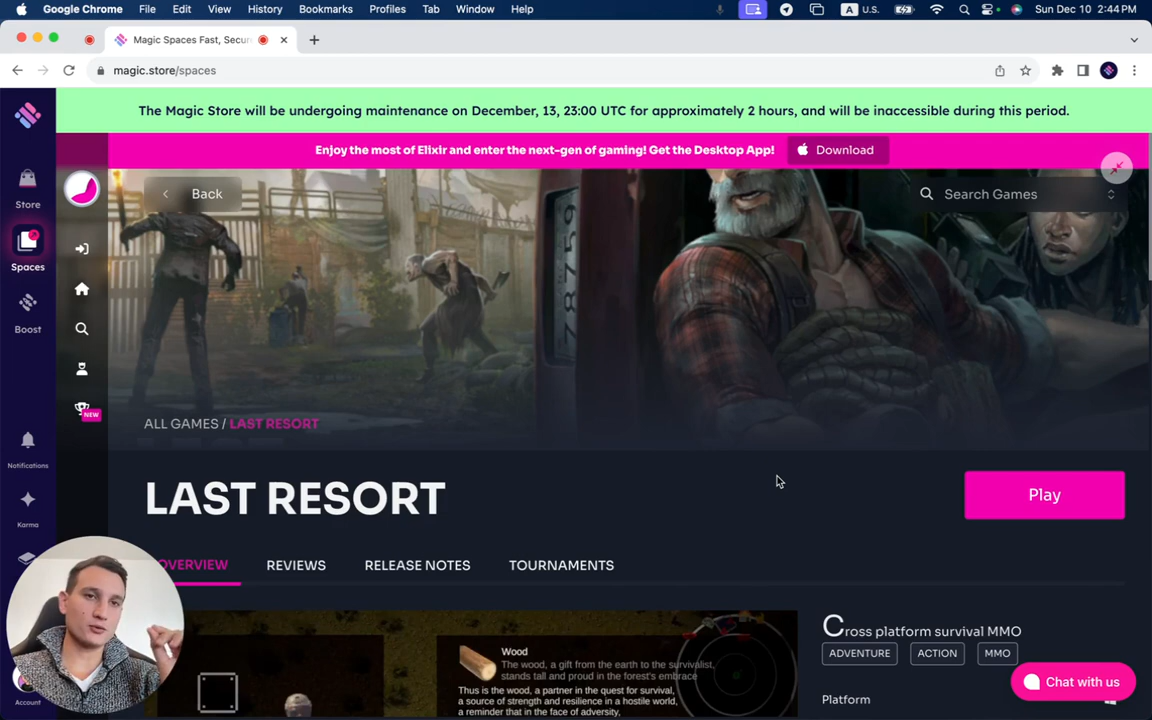 Google Chrome File Edit View History Bookmarks Profiles Tab Window Help A U.S. Sun Dec 10 2:44 PM
Magic Spaces Fast, Secu
magic.store/spaces
The Magic Store will be undergoing maintenance on December, 13, 23:00 UTC for approximately 2 hours, and will be inaccessible during this period.
Enjoy the most of Elixir and enter the next-gen of gaming! Get the Desktop App! Download
Back
Search Games
Store
Spaces
Boost
NEW
Notifications
Karma
Account
87859
ALL GAMES / LAST RESORT
LAST RESORT
Play
OVERVIEW REVIEWS RELEASE NOTES TOURNAMENTS
Wood
The wood, a gift from the earth to the survivalist,
stands tall and proud in the forest's embrace
Thus is the wood, a partner in the quest for survival,
a source of strength and resilience in a hostile world,
a reminder that in the face of adversity,
Cross platform survival MMO
ADVENTURE ACTION MMO
Platform
Chat with us